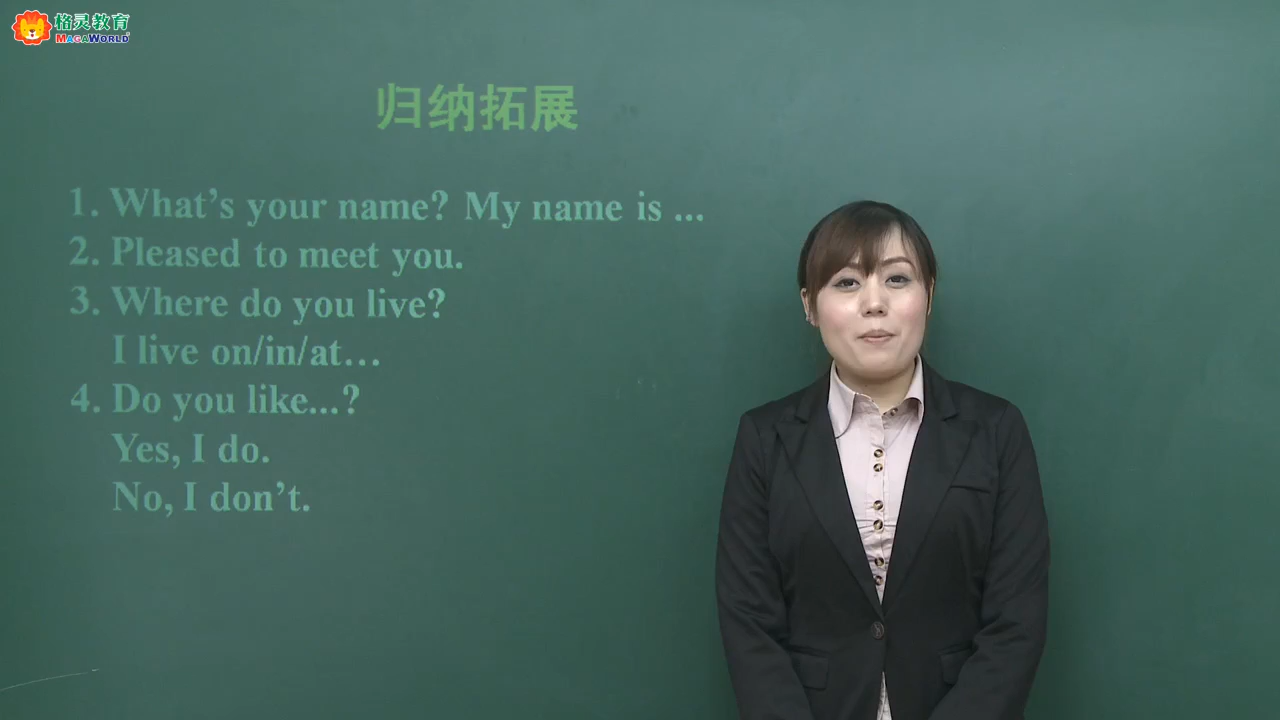 格灵教育
MAGAWORLD
归纳拓展
1. What’s your name? My name is ...
2. Pleased to meet you.
3. Where do you live?
I live on/in/at…
4. Do you like...?
Yes, I do.
No, I don’t.